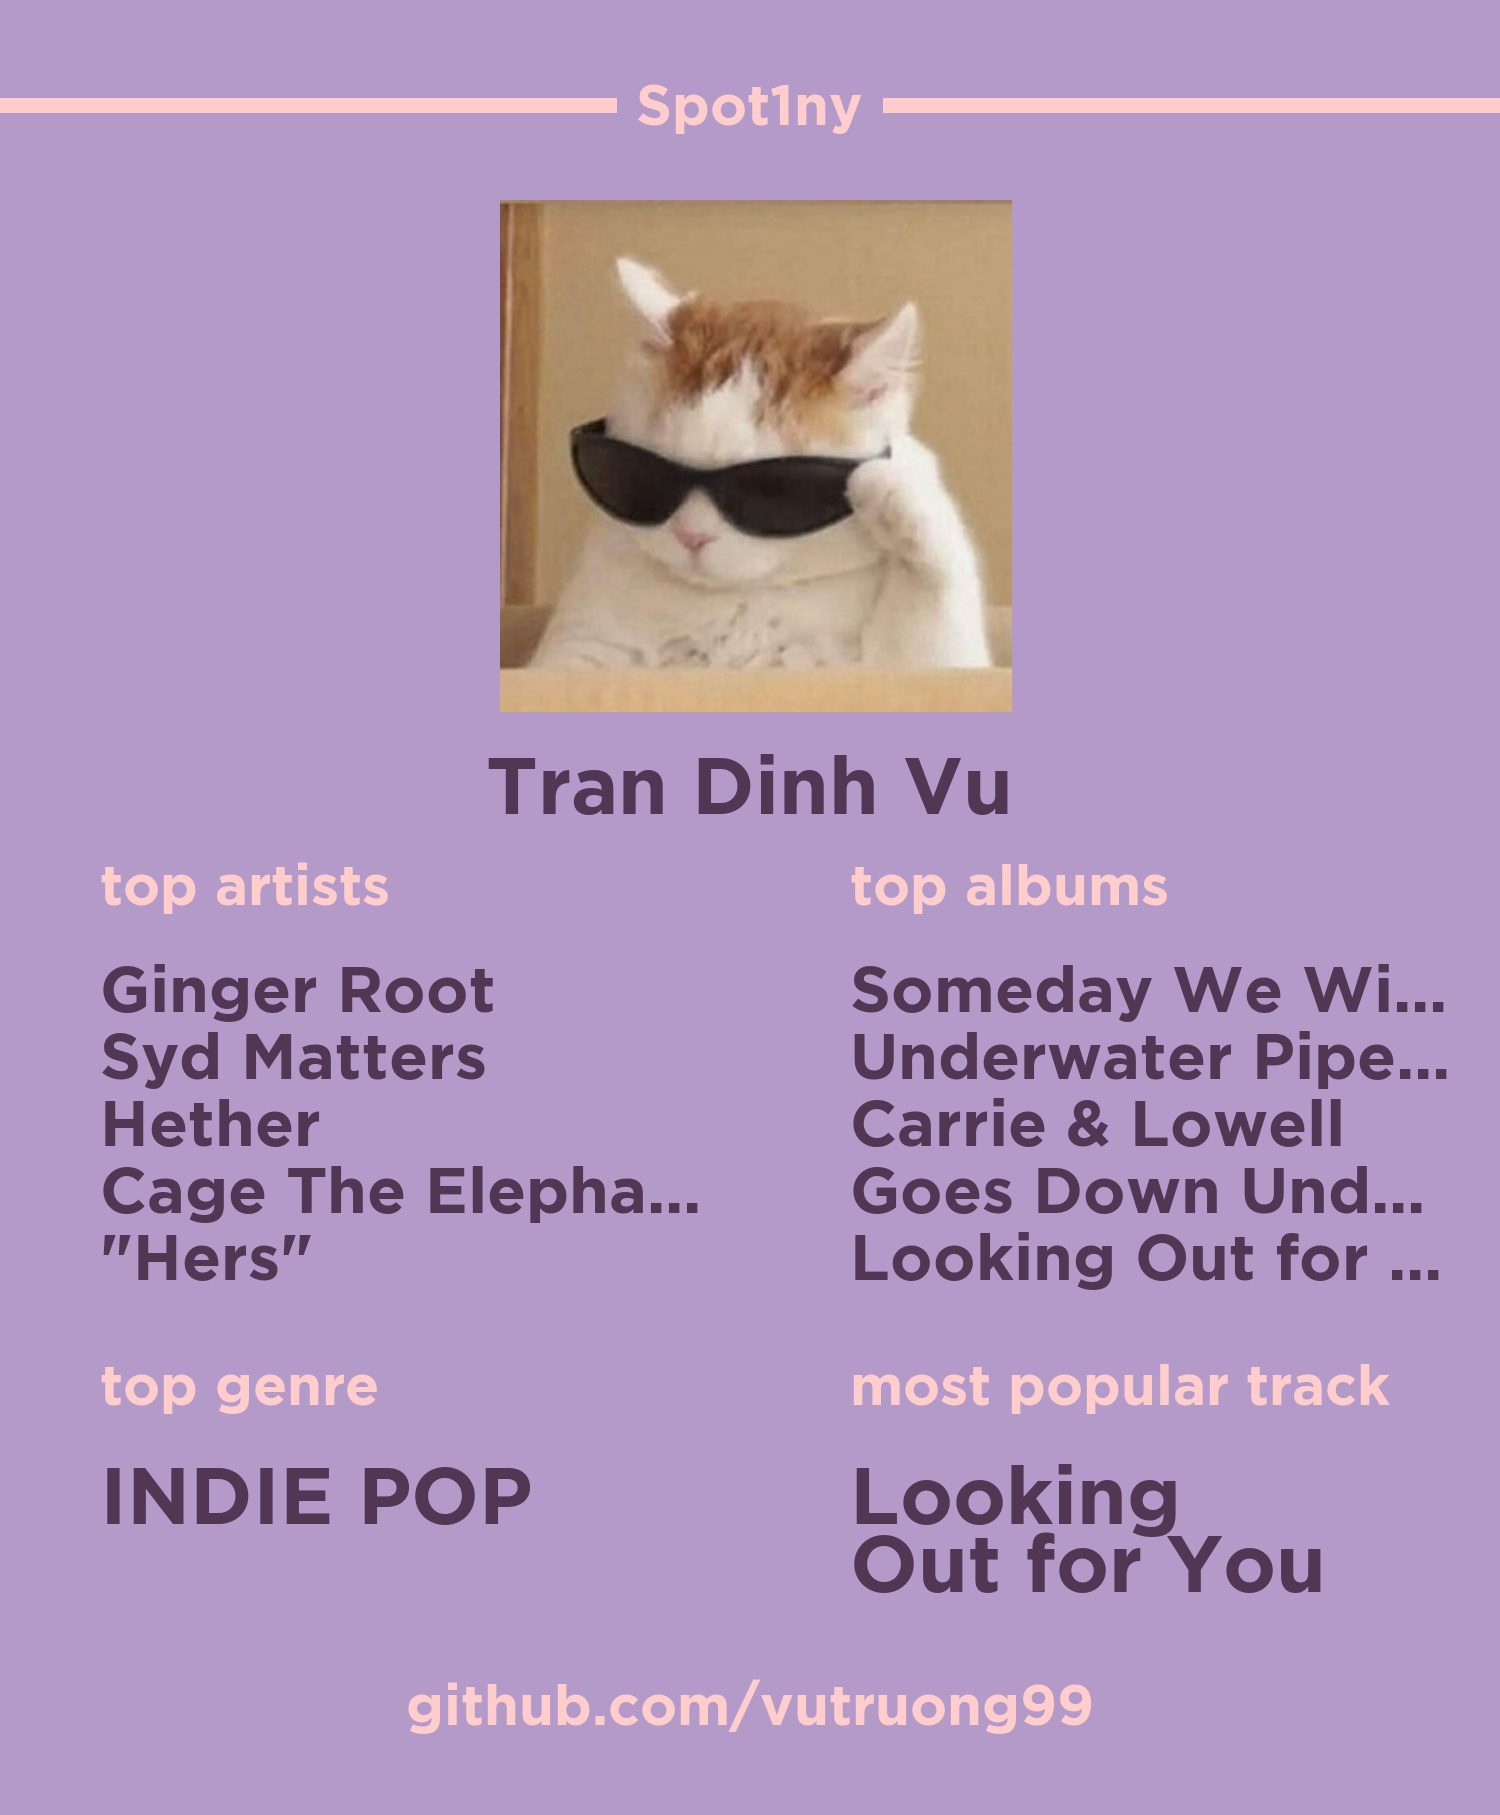 Spot1ny
Tran Dinh Vu
top artists
Ginger Root
Syd Matters
Hether
Cage The Elepha...
"Hers"
top albums
Someday We Wi...
Underwater Pipe...
Carrie & Lowell
Goes Down Und...
Looking Out for ...
top genre
INDIE POP
most popular track
Looking
Out for You
github.com/vutruong99